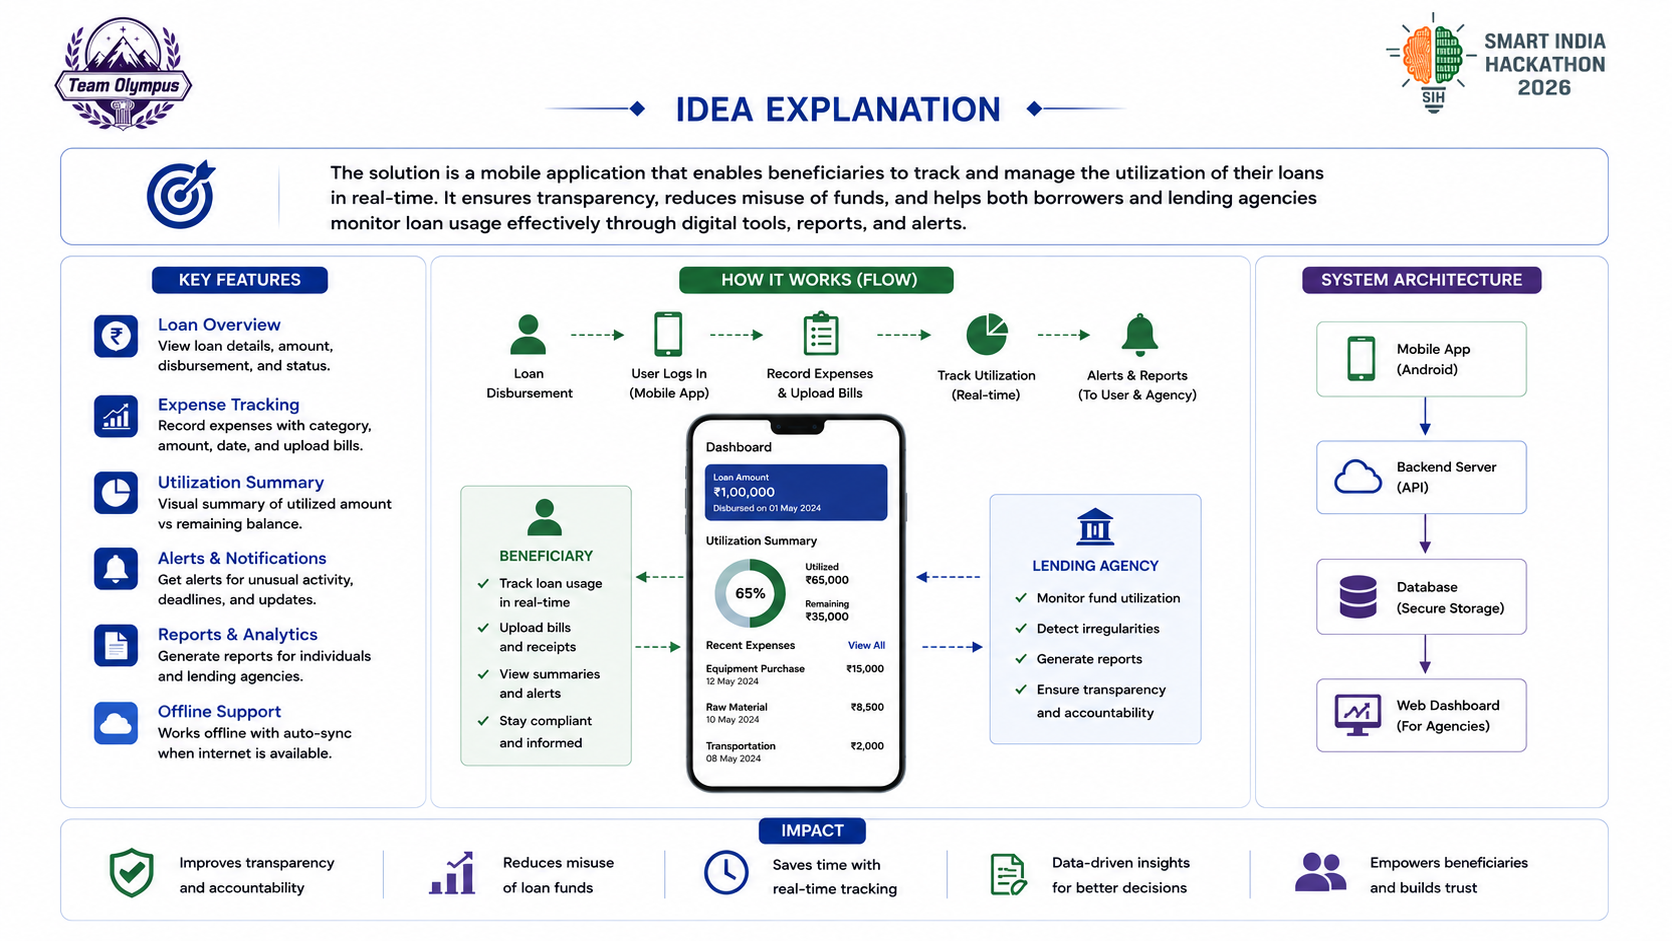 Team Olympus
SIH
SMART INDIA
HACKATHON
2026
IDEA EXPLANATION
The solution is a mobile application that enables beneficiaries to track and manage the utilization of their loans
in real-time. It ensures transparency, reduces misuse of funds, and helps both borrowers and lending agencies
monitor loan usage effectively through digital tools, reports, and alerts.
KEY FEATURES
Loan Overview
View loan details, amount,
disbursement, and status.
Expense Tracking
Record expenses with category,
amount, date, and upload bills.
Utilization Summary
Visual summary of utilized amount
vs remaining balance.
Alerts & Notifications
Get alerts for unusual activity,
deadlines, and updates.
Reports & Analytics
Generate reports for individuals
and lending agencies.
Offline Support
Works offline with auto-sync
when internet is available.
HOW IT WORKS (FLOW)
Loan
Disbursement
User Logs In
(Mobile App)
Record Expenses
& Upload Bills
Track Utilization
(Real-time)
Alerts & Reports
(To User & Agency)
BENEFICIARY
Track loan usage
in real-time
Upload bills
and receipts
View summaries
and alerts
Stay compliant
and informed
Dashboard
Loan Amount
₹1,00,000
Disbursed on 01 May 2024
Utilization Summary
65%
Utilized
₹65,000
Remaining
₹35,000
Recent Expenses View All
Equipment Purchase ₹15,000
12 May 2024
Raw Material ₹8,500
10 May 2024
Transportation ₹2,000
08 May 2024
LENDING AGENCY
Monitor fund utilization
Detect irregularities
Generate reports
Ensure transparency
and accountability
SYSTEM ARCHITECTURE
Mobile App
(Android)
Backend Server
(API)
Database
(Secure Storage)
Web Dashboard
(For Agencies)
IMPACT
Improves transparency
and accountability
Reduces misuse
of loan funds
Saves time with
real-time tracking
Data-driven insights
for better decisions
Empowers beneficiaries
and builds trust